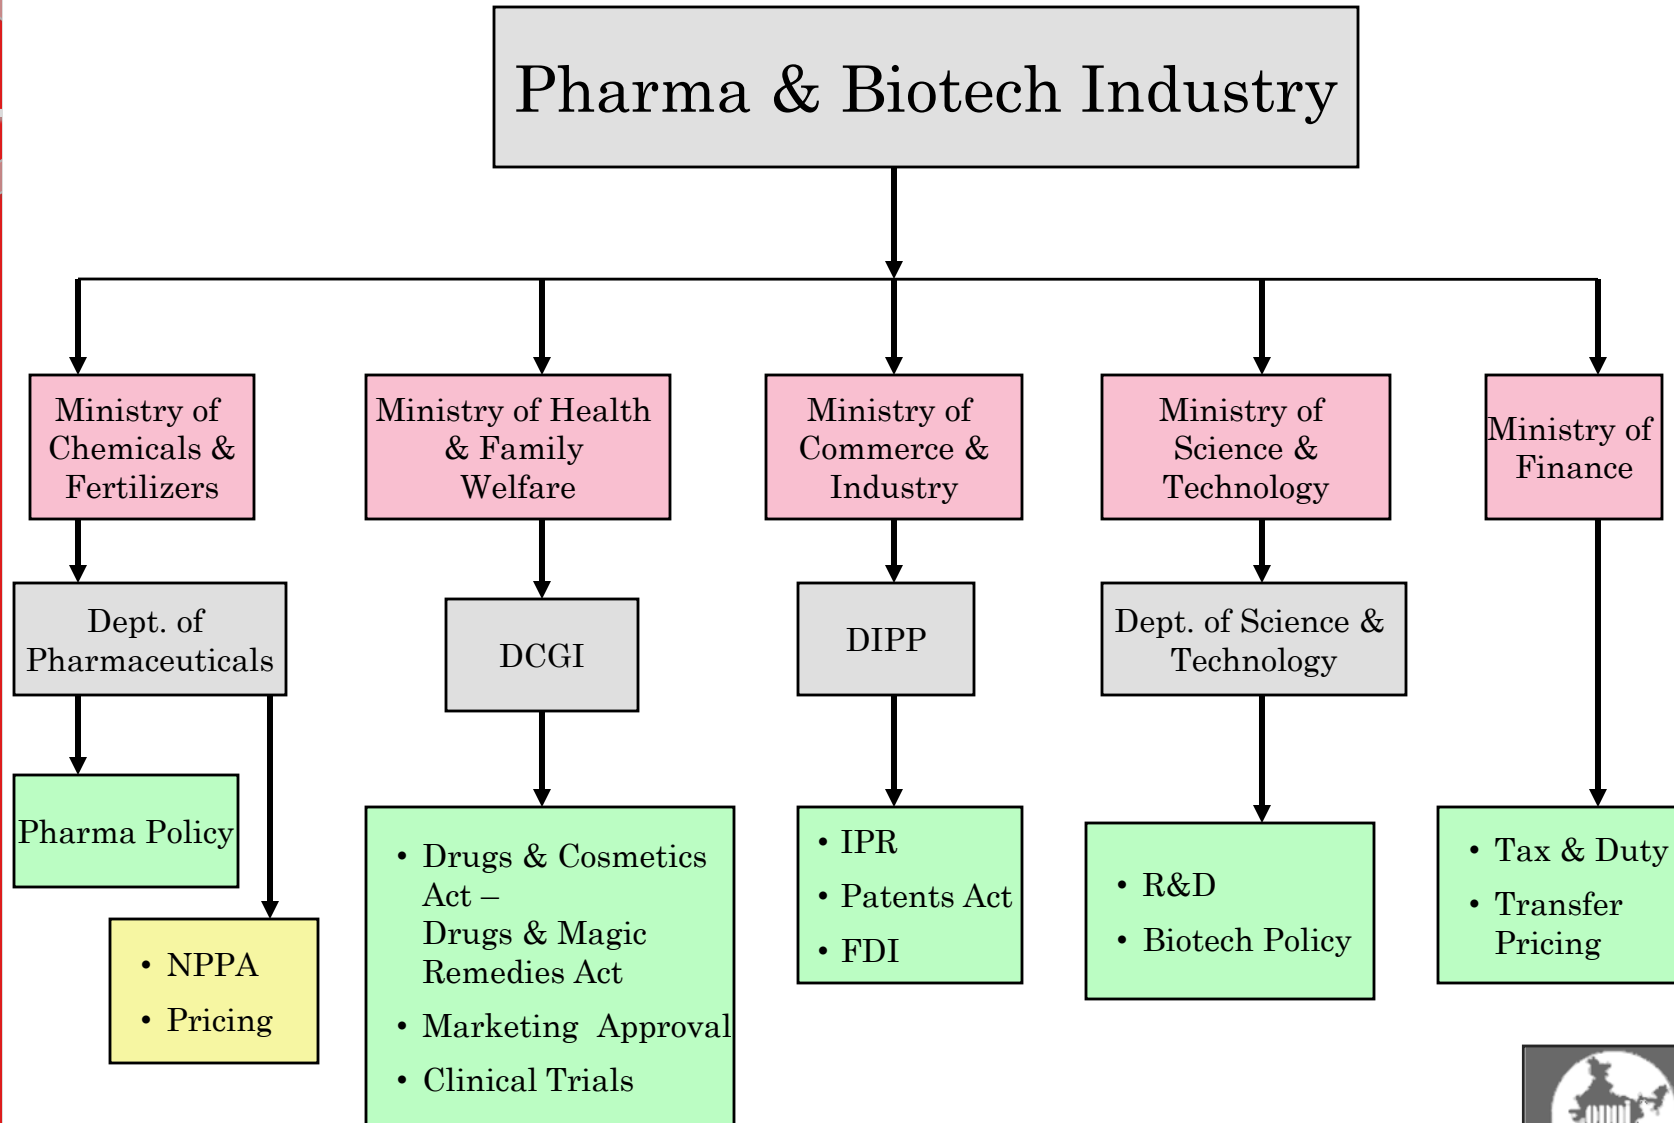 Pharma & Biotech Industry
Ministry of
Chemicals &
Fertilizers
Ministry of Health
& Family
Welfare
Ministry of
Commerce &
Industry
Ministry of
Science &
Technology
Ministry of
Finance
Dept. of
Pharmaceuticals
DCGI
DIPP
Dept. of Science &
Technology
Pharma Policy
• NPPA
• Pricing
• Drugs & Cosmetics
Act –
Drugs & Magic
Remedies Act
• Marketing Approval
• Clinical Trials
• IPR
• Patents Act
• FDI
• R&D
• Biotech Policy
• Tax & Duty
• Transfer
Pricing